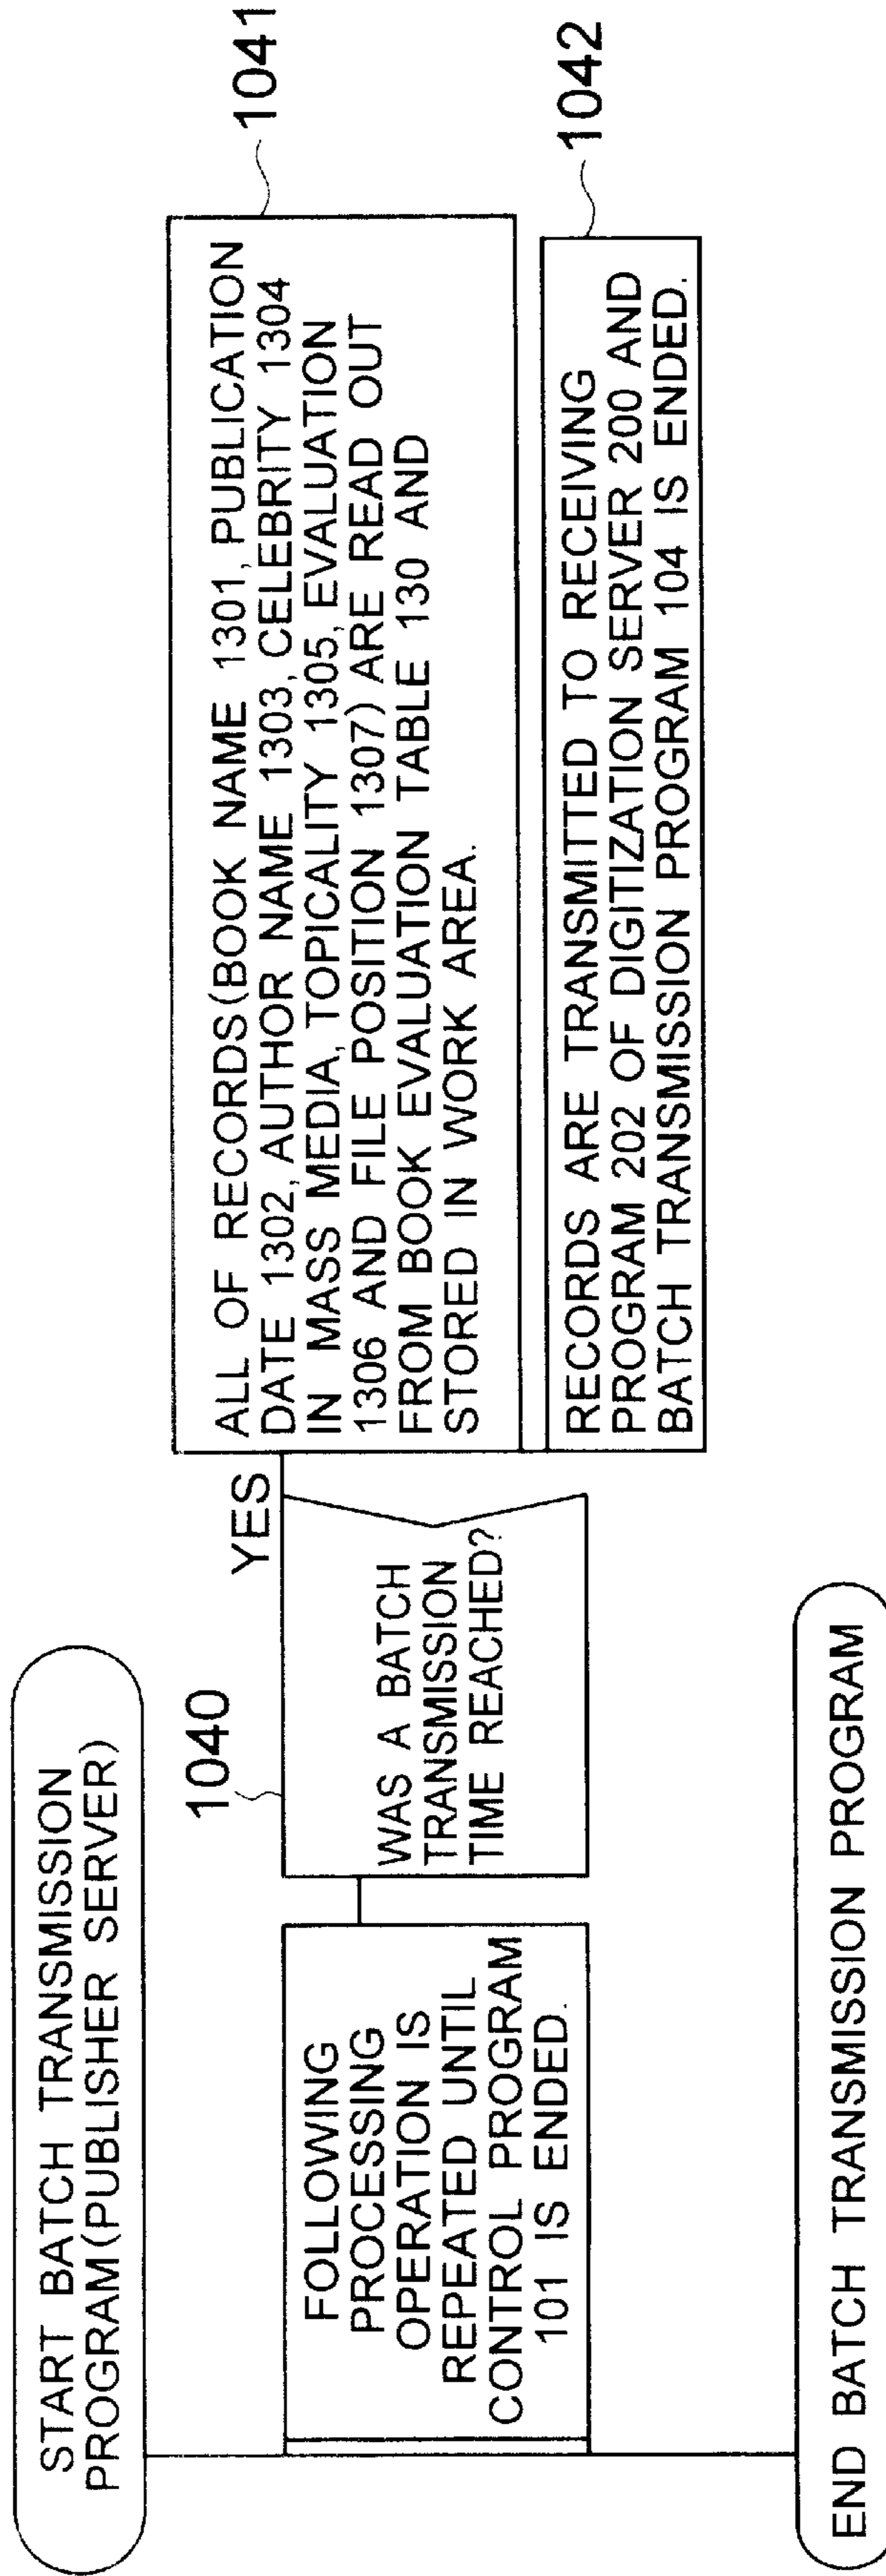 START BATCH TRANSMISSION
PROGRAM(PUBLISHER SERVER)
FOLLOWING
PROCESSING
OPERATION IS
REPEATED UNTIL
CONTROL PROGRAM
101 IS ENDED.
1040
WAS A BATCH
TRANSMISSION
TIME REACHED?
YES
ALL OF RECORDS(BOOK NAME 1301, PUBLICATION
DATE 1302, AUTHOR NAME 1303, CELEBRITY 1304
IN MASS MEDIA, TOPICALITY 1305, EVALUATION
1306 AND FILE POSITION 1307) ARE READ OUT
FROM BOOK EVALUATION TABLE 130 AND
STORED IN WORK AREA.
1041
RECORDS ARE TRANSMITTED TO RECEIVING
PROGRAM 202 OF DIGITIZATION SERVER 200 AND
BATCH TRANSMISSION PROGRAM 104 IS ENDED.
1042
END BATCH TRANSMISSION PROGRAM